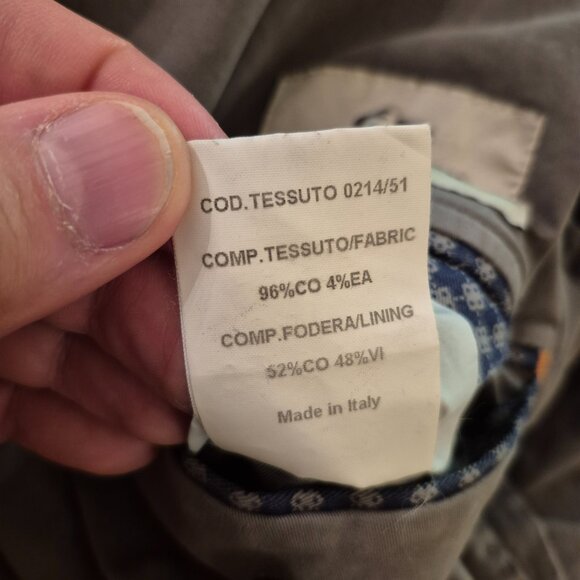 COD.TESSUTO 0214/51
COMP.TESSUTO/FABRIC
96%CO 4%EA
COMP.FODERA/LINING
52%CO 48%VI
Made in Italy